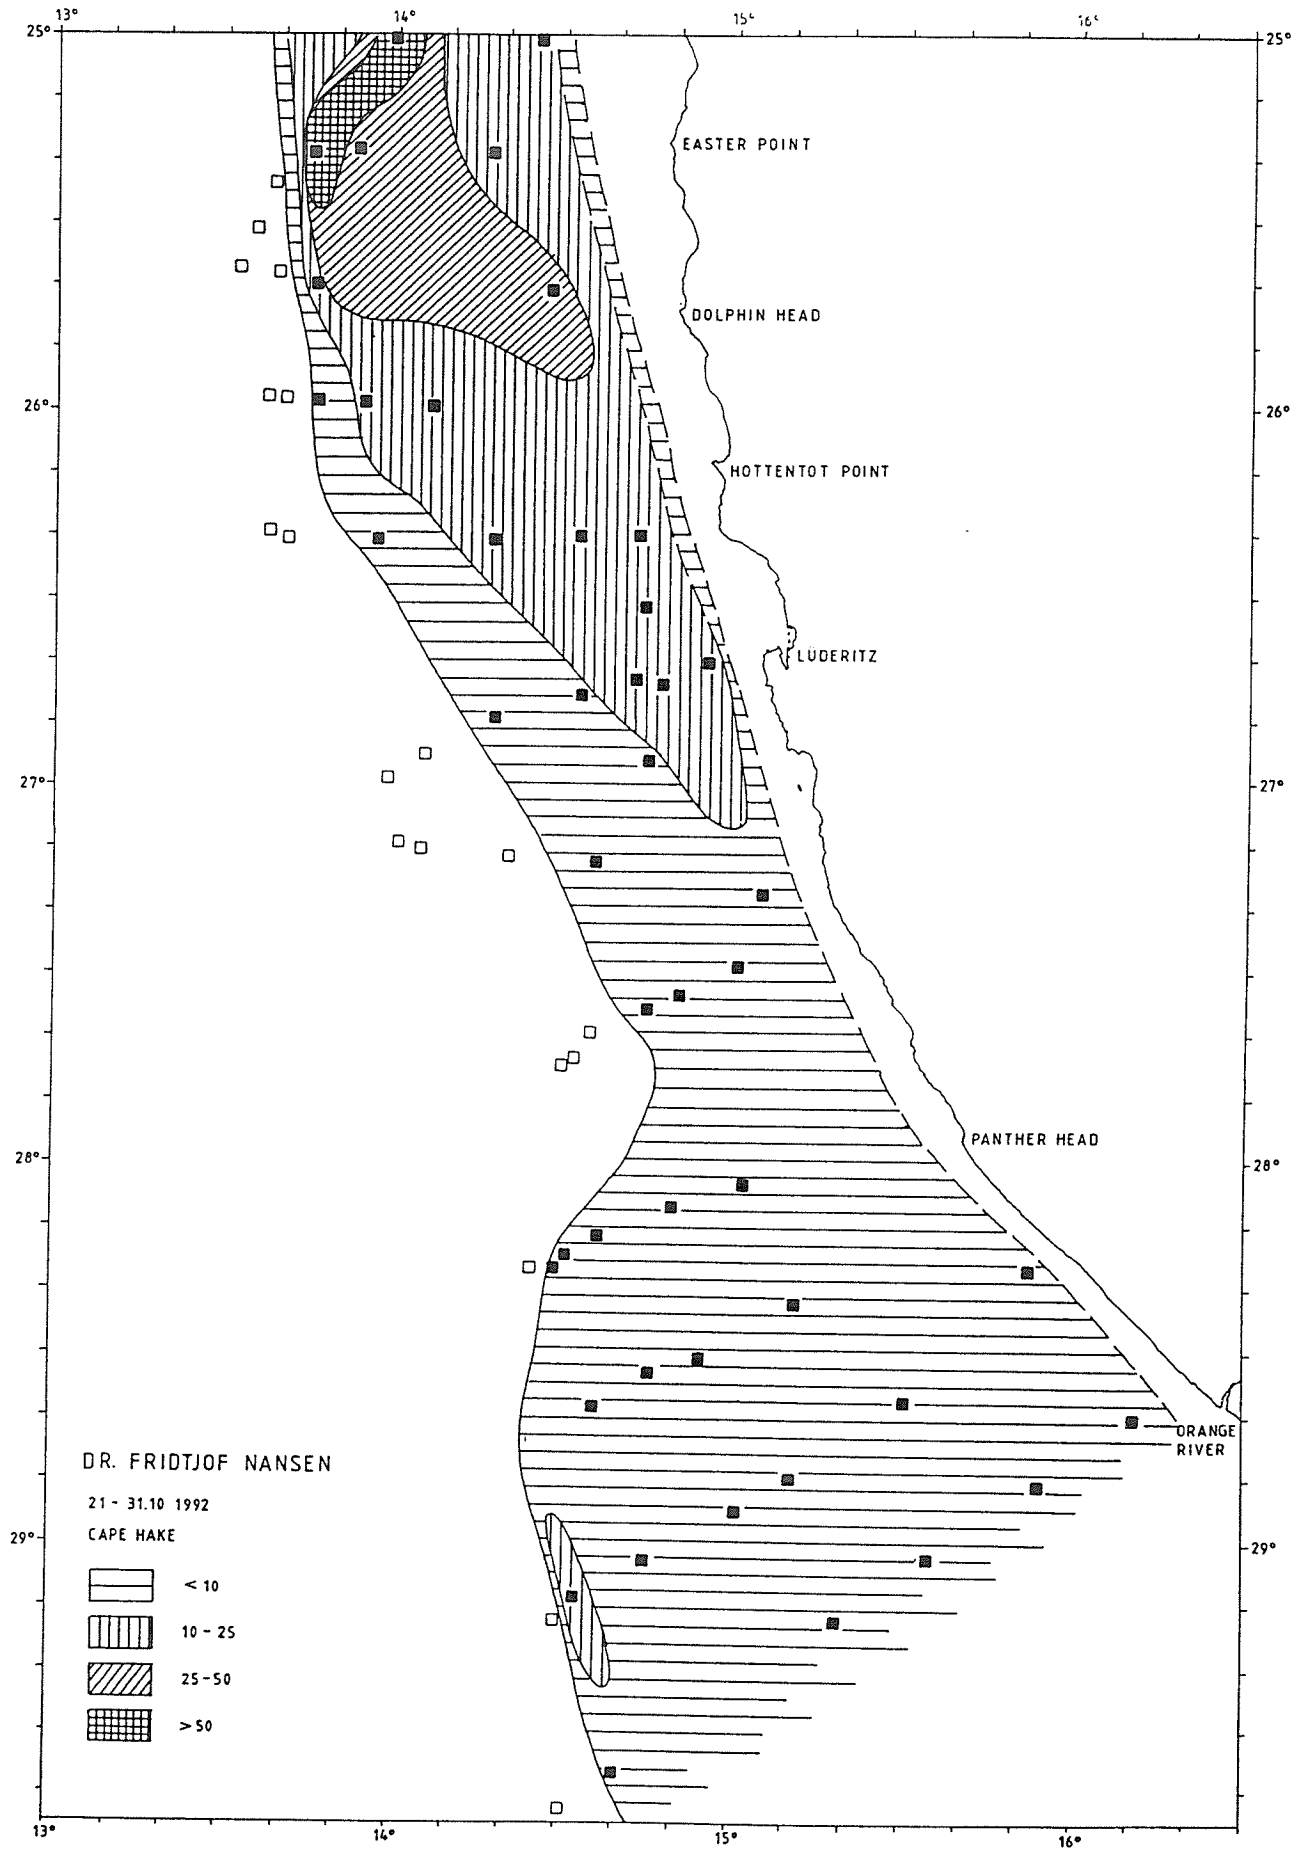 13° 14° 15° 16°
25° 25°
EASTER POINT
DOLPHIN HEAD
26° 26°
HOTTENTOT POINT
LÜDERITZ
27° 27°
PANTHER HEAD
28° 28°
ORANGE
RIVER
DR. FRIDTJOF NANSEN
21 - 31.10 1992
CAPE HAKE
29° 29°
< 10
10 - 25
25-50
>50
13° 14° 15° 16°